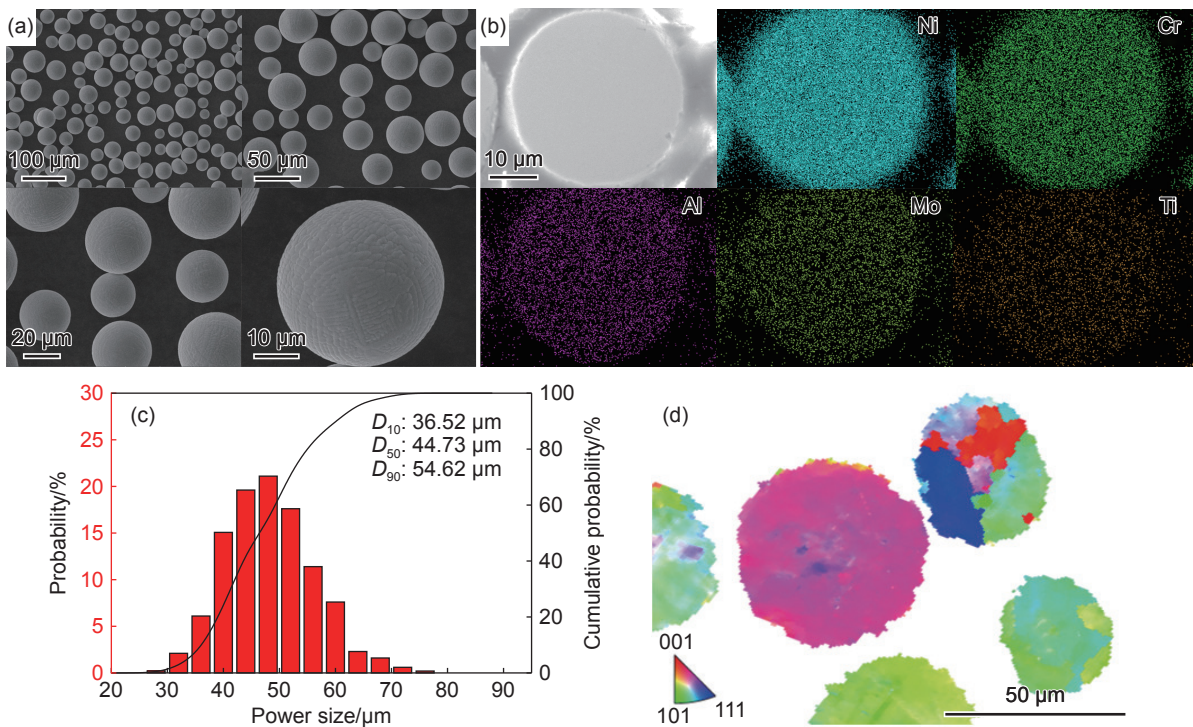 (a)
100 μm
50 μm
20 μm
10 μm
(b)
10 μm
Ni
Cr
Al
Mo
Ti
(c)
D10: 36.52 μm
D50: 44.73 μm
D90: 54.62 μm
Probability/%
30
25
20
15
10
5
0
100
80
60
40
20
0
Cumulative probability/%
20 30 40 50 60 70 80 90
Power size/μm
(d)
001
101 111
50 μm